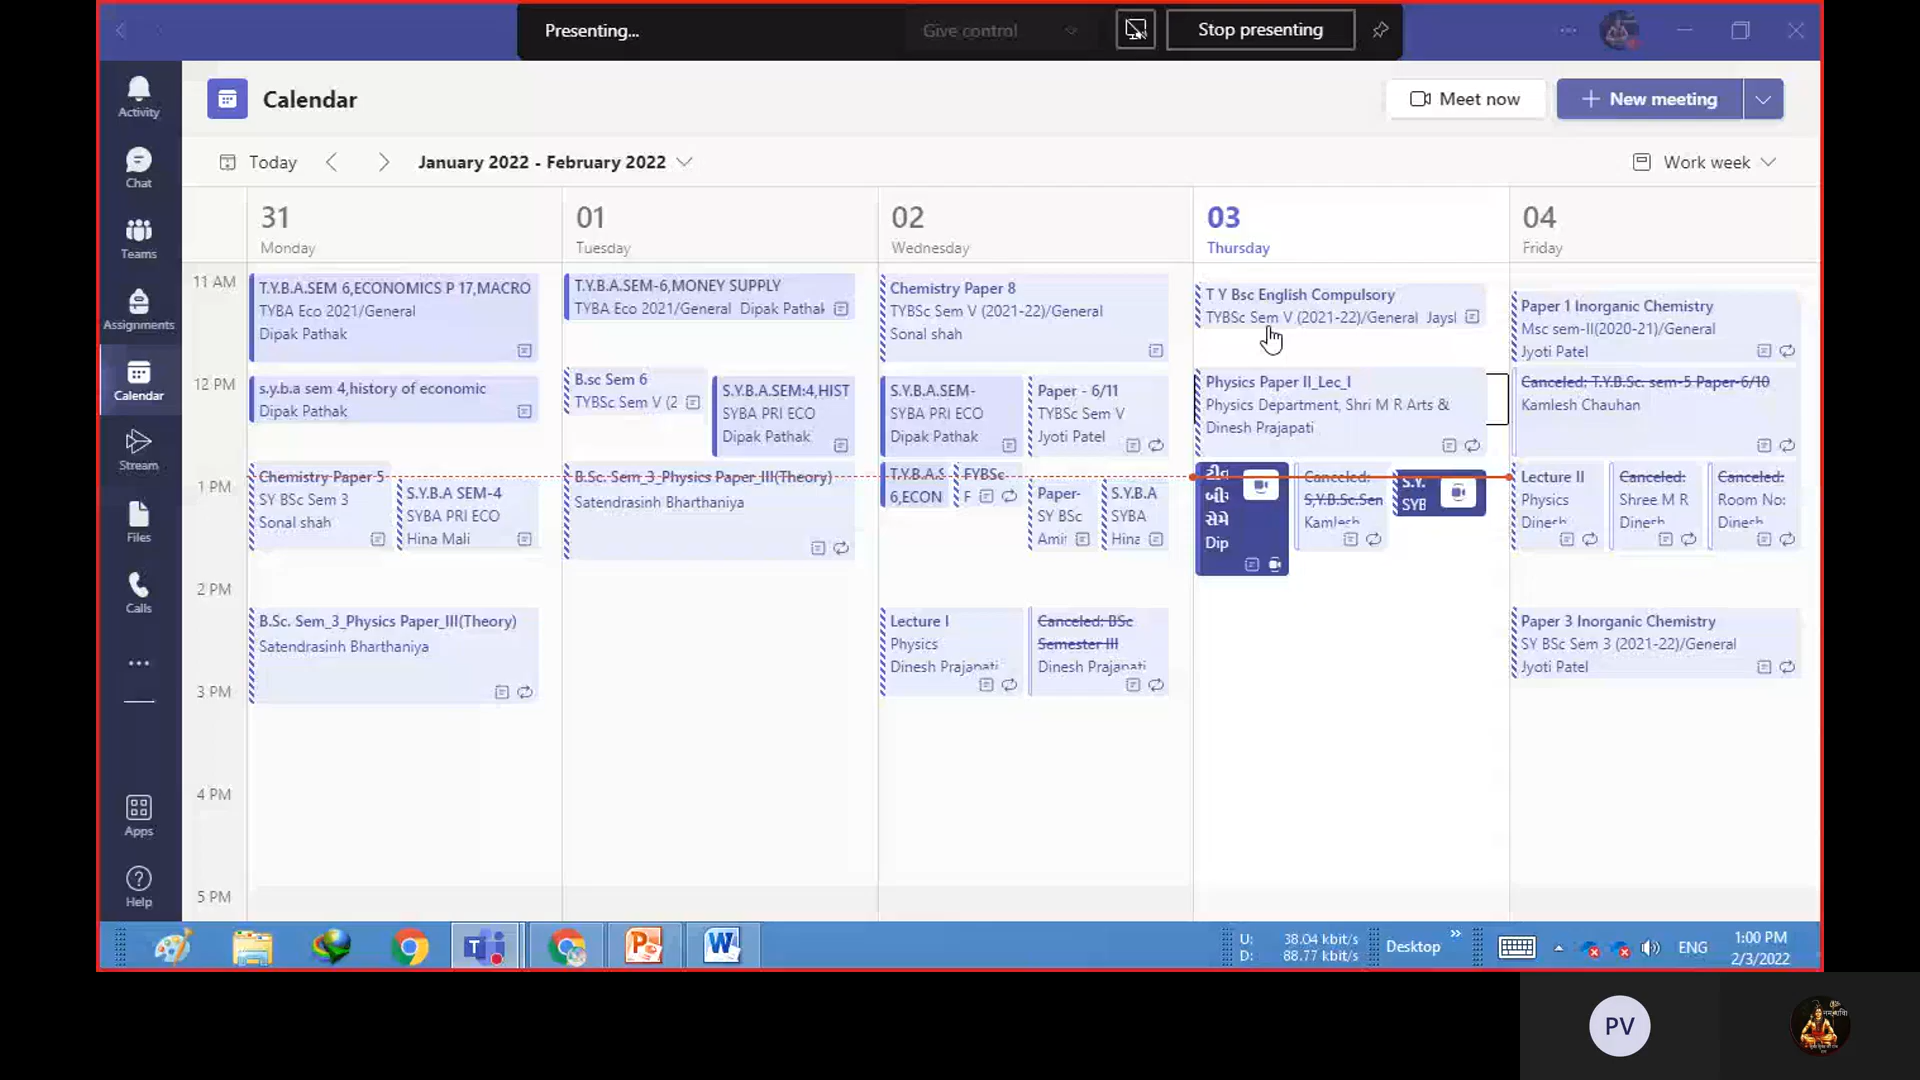 Presenting...
Give control
Stop presenting
Activity
Chat
Teams
Assignments
Calendar
Stream
Files
Calls
Apps
Help
Calendar
Meet now
New meeting
Today
January 2022 - February 2022
Work week
31
Monday
01
Tuesday
02
Wednesday
03
Thursday
04
Friday
11 AM
12 PM
1 PM
2 PM
3 PM
4 PM
5 PM
T.Y.B.A.SEM 6,ECONOMICS P 17,MACRO
TYBA Eco 2021/General
Dipak Pathak
s.y.b.a sem 4,history of economic
Dipak Pathak
Chemistry Paper-5
SY BSc Sem 3
Sonal shah
S.Y.B.A SEM-4
SYBA PRI ECO
Hina Mali
B.Sc. Sem_3_Physics Paper_III(Theory)
Satendrasinh Bharthaniya
T.Y.B.A.SEM-6,MONEY SUPPLY
TYBA Eco 2021/General Dipak Pathak
B.sc Sem 6
TYBSc Sem V (2
S.Y.B.A.SEM:4,HIST
SYBA PRI ECO
Dipak Pathak
B.Sc. Sem_3_Physics Paper_III(Theory)
Satendrasinh Bharthaniya
Chemistry Paper 8
TYBSc Sem V (2021-22)/General
Sonal shah
S.Y.B.A.SEM-
SYBA PRI ECO
Dipak Pathak
Paper - 6/11
TYBSc Sem V
Jyoti Patel
T.Y.B.A.S
6,ECON
FYBSc
F
Paper-
SY BSc
Amit
S.Y.B.A
SYBA
Hina
Lecture I
Physics
Dinesh Prajapati
Canceled: BSc
Semester III
Dinesh Prajapati
T Y Bsc English Compulsory
TYBSc Sem V (2021-22)/General Jaysl
Physics Paper II_Lec_I
Physics Department, Shri M R Arts &
Dinesh Prajapati
બી
સેમે
Dip
Canceled:
S.Y.B.Sc.Sen
Kamlesh
S.Y.
SYB
Paper 1 Inorganic Chemistry
Msc sem-II(2020-21)/General
Jyoti Patel
Canceled: T.Y.B.Sc. sem-5 Paper-6/10
Kamlesh Chauhan
Lecture II
Physics
Dinesh
Canceled:
Shree M R
Dinesh
Canceled:
Room No:
Dinesh
Paper 3 Inorganic Chemistry
SY BSc Sem 3 (2021-22)/General
Jyoti Patel
U: 38.04 kbit/s
D: 88.77 kbit/s
Desktop
ENG
1:00 PM
2/3/2022
PV